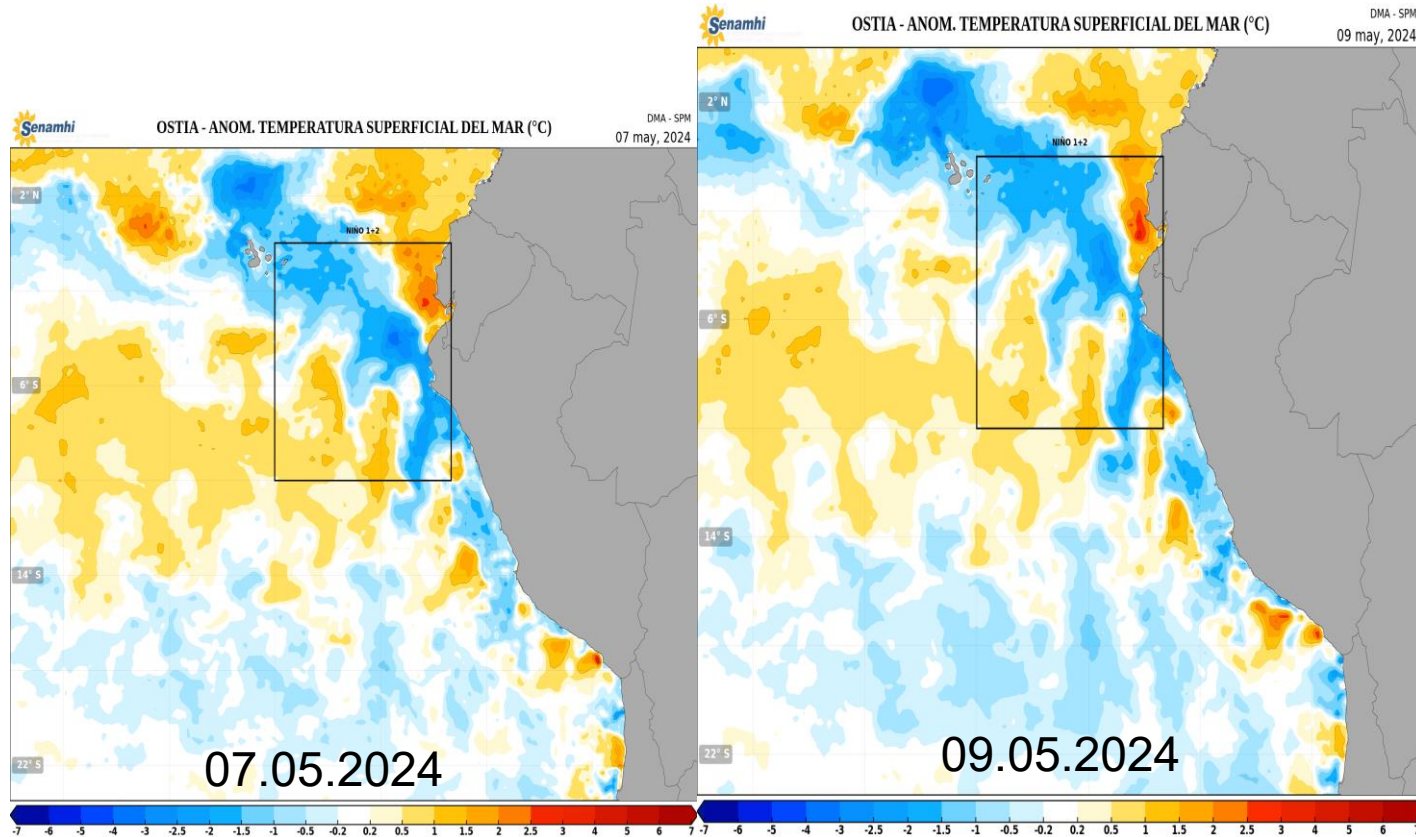 Senamhi
OSTIA - ANOM. TEMPERATURA SUPERFICIAL DEL MAR (°C)
DMA - SPM
07 may, 2024
2° N
NIÑO 1+2
6° S
14° S
22° S
07.05.2024
-7 -6 -5 -4 -3 -2.5 -2 -1.5 -1 -0.5 -0.2 0.2 0.5 1 1.5 2 2.5 3 4 5 6 7
Senamhi
OSTIA - ANOM. TEMPERATURA SUPERFICIAL DEL MAR (°C)
DMA - SPM
09 may, 2024
2° N
NIÑO 1+2
6° S
14° S
22° S
09.05.2024
-7 -6 -5 -4 -3 -2.5 -2 -1.5 -1 -0.5 -0.2 0.2 0.5 1 1.5 2 2.5 3 4 5 6